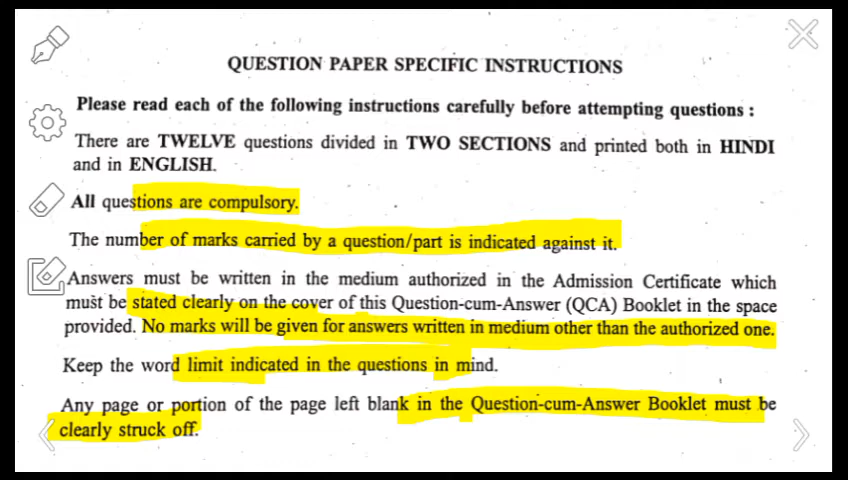 QUESTION PAPER SPECIFIC INSTRUCTIONS
Please read each of the following instructions carefully before attempting questions :
There are TWELVE questions divided in TWO SECTIONS and printed both in HINDI
and in ENGLISH.
All questions are compulsory.
The number of marks carried by a question/part is indicated against it.
Answers must be written in the medium authorized in the Admission Certificate which
must be stated clearly on the cover of this Question-cum-Answer (QCA) Booklet in the space
provided. No marks will be given for answers written in medium other than the authorized one.
Keep the word limit indicated in the questions in mind.
Any page or portion of the page left blank in the Question-cum-Answer Booklet must be
clearly struck off.